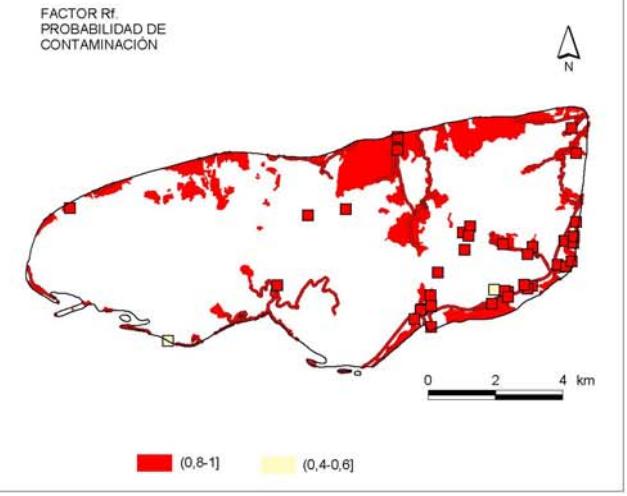 FACTOR Rf.
PROBABILIDAD DE
CONTAMINACIÓN
N
0 2 4 km
(0,8-1] (0,4-0,6]